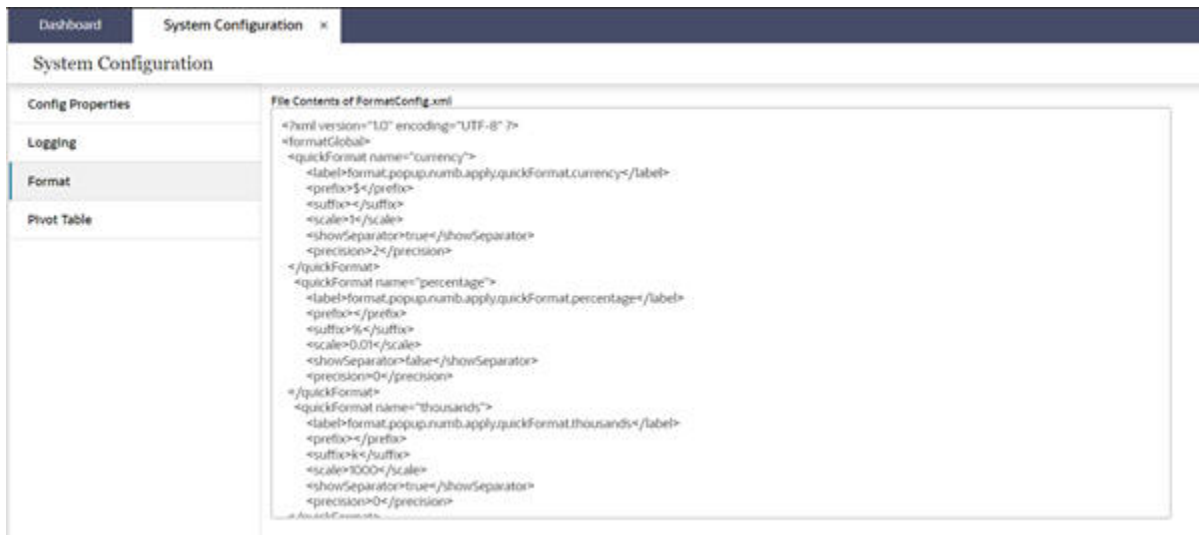 Dashboard
System Configuration ×
System Configuration
Config Properties
Logging
Format
Pivot Table
File Contents of FormatConfig.xml
<?xml version="1.0" encoding="UTF-8" ?>
<formatGlobal>
<quickFormat name="currency">
<label>format.popup.numb.apply.quickFormat.currency</label>
<prefix>$</prefix>
<suffix></suffix>
<scale>1</scale>
<showSeparator>true</showSeparator>
<precision>2</precision>
</quickFormat>
<quickFormat name="percentage">
<label>format.popup.numb.apply.quickFormat.percentage</label>
<prefix></prefix>
<suffix>%</suffix>
<scale>0.01</scale>
<showSeparator>false</showSeparator>
<precision>0</precision>
</quickFormat>
<quickFormat name="thousands">
<label>format.popup.numb.apply.quickFormat.thousands</label>
<prefix></prefix>
<suffix>k</suffix>
<scale>1000</scale>
<showSeparator>true</showSeparator>
<precision>0</precision>